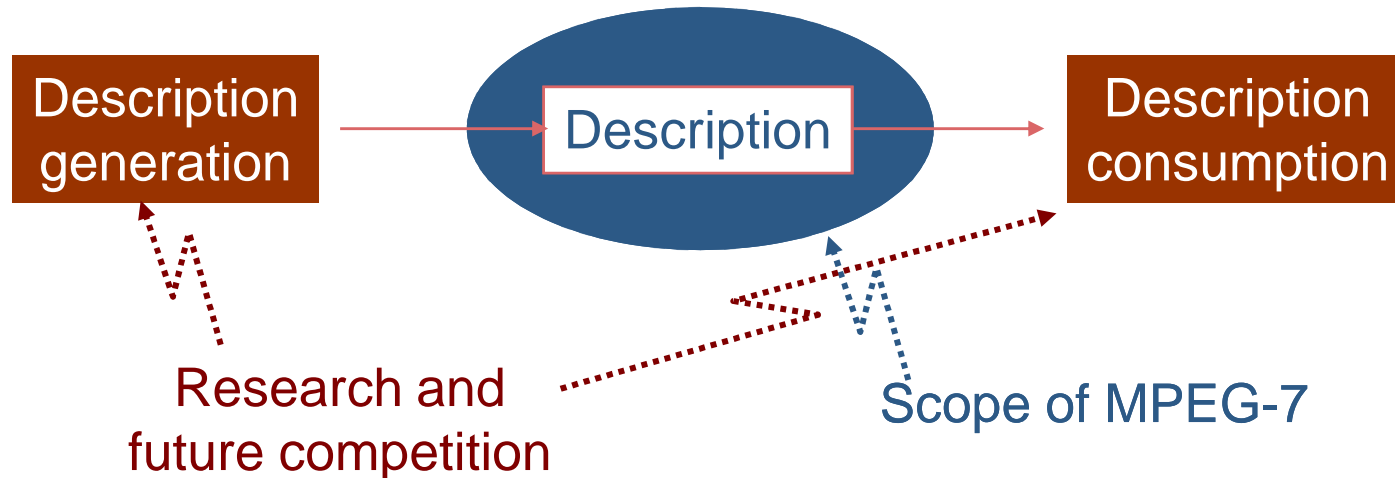 Description
generation
Description
Description
consumption
Research and
future competition
Scope of MPEG-7